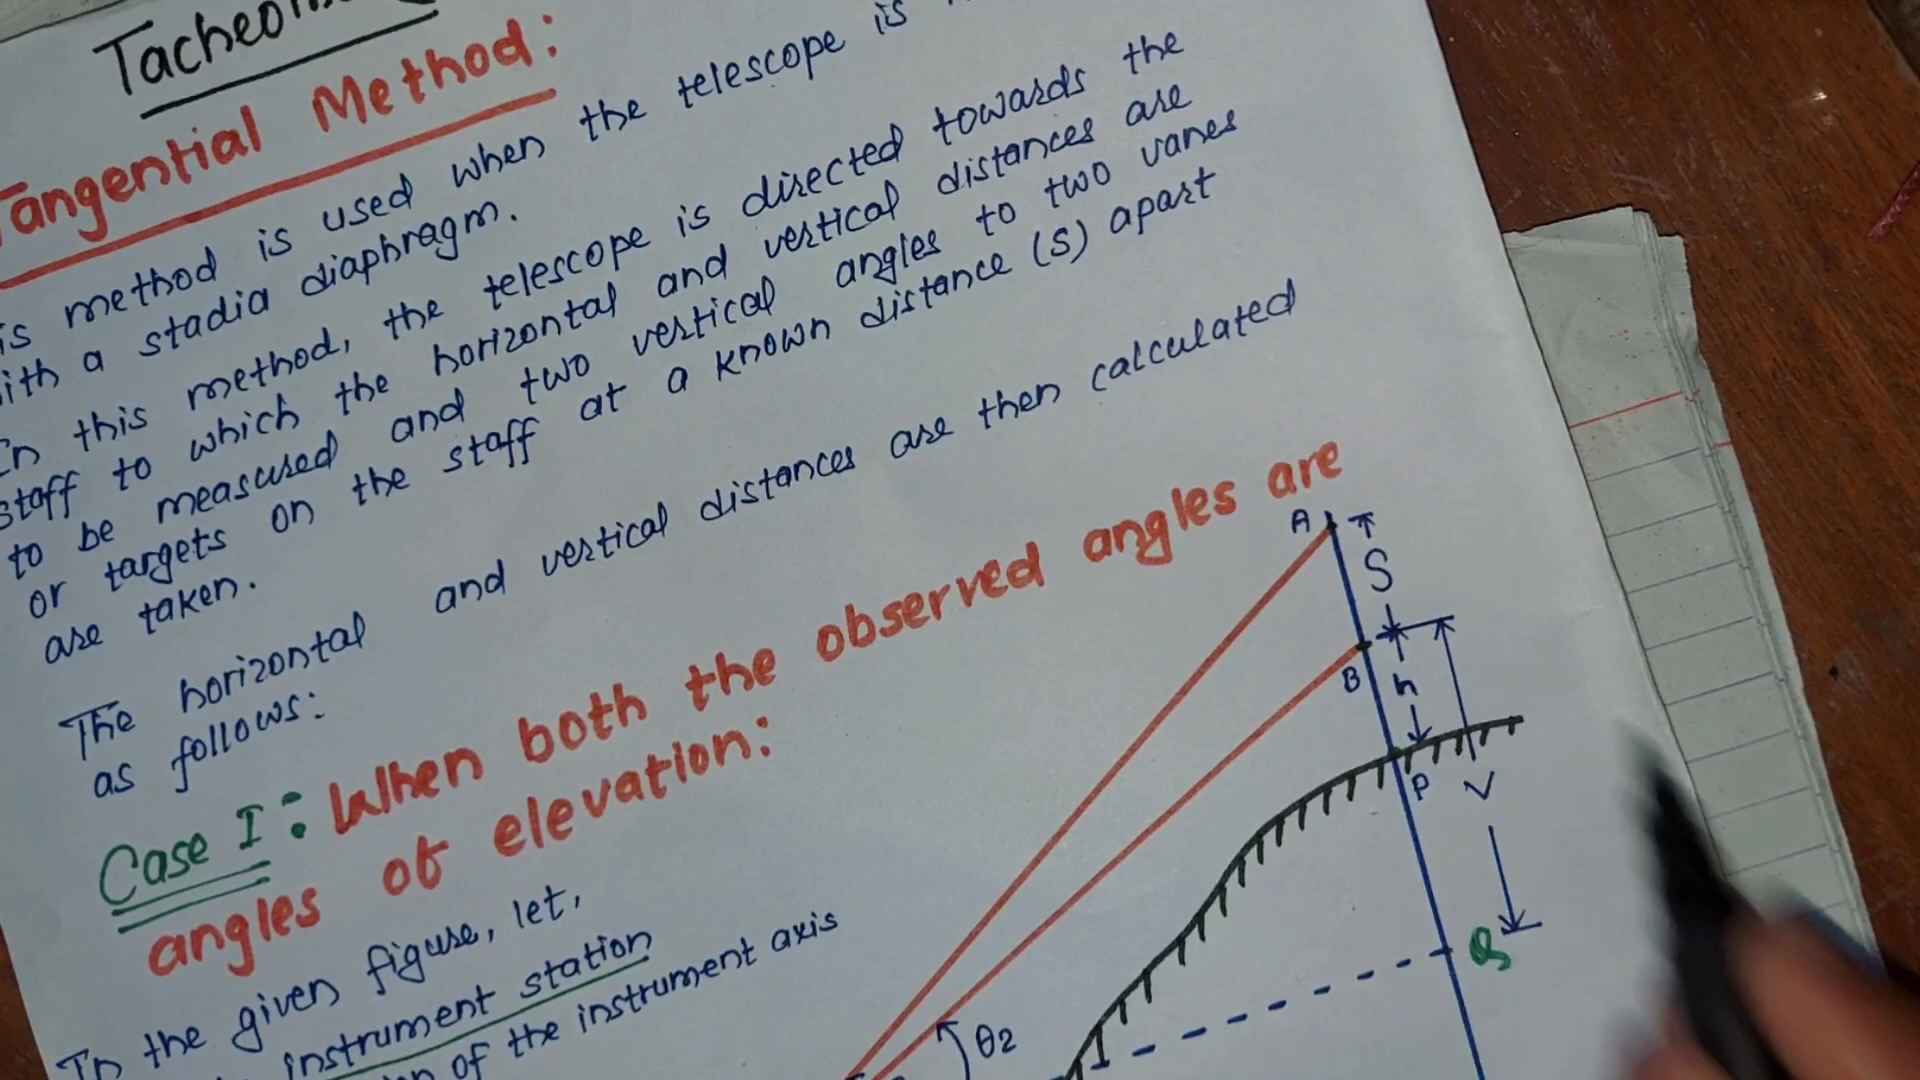 Tangential Method:
method is used when the telescope is
with a stadia diaphragm.
In this method, the telescope is directed towards the
staff to which the horizontal and vertical distances are
to be measured and two vertical angles to two vanes
or targets on the staff at a known distance (S) apart
are taken.
The horizontal and vertical distances are then calculated
as follows:
Case I: When both the observed angles are
angles of elevation:
In the given figure, let,
instrument station
of the instrument axis
A
S
B
h
P
V
Q
θ2